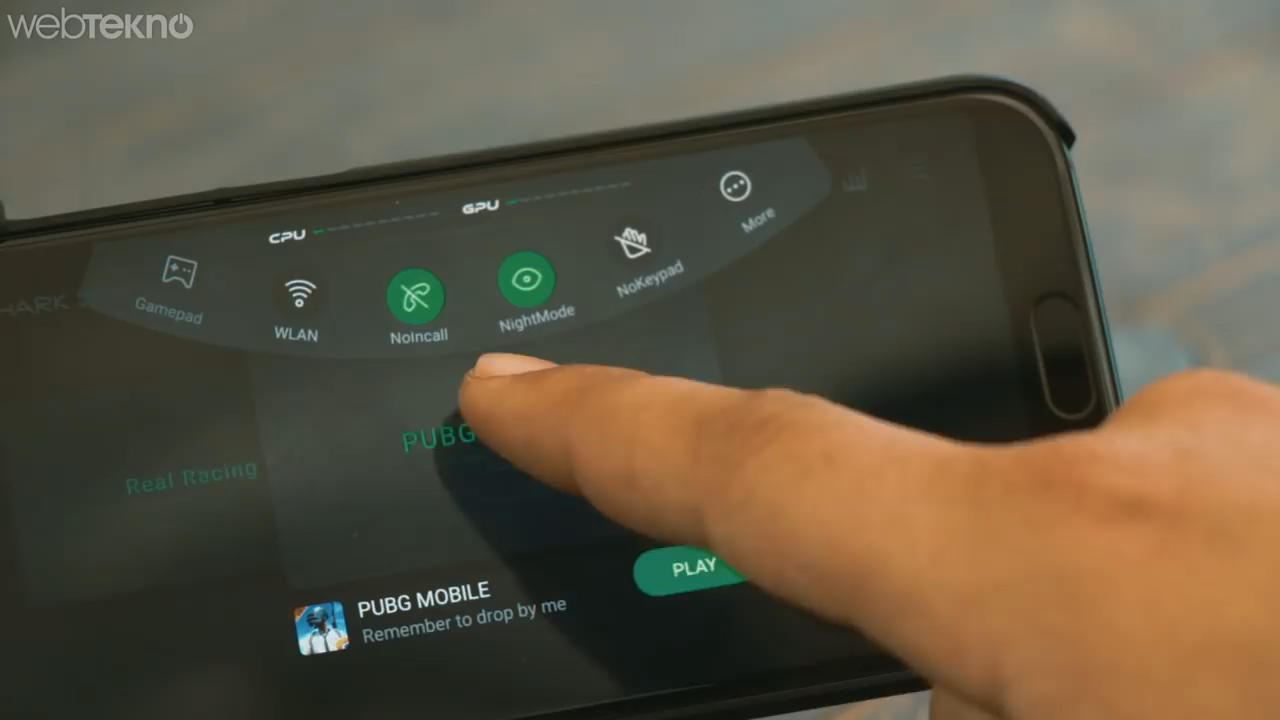 webtekno
CPU
GPU
Gamepad
WLAN
NoIncall
NightMode
NoKeypad
More
HARK
Real Racing
PUBG
PUBG MOBILE
Remember to drop by me
PLAY